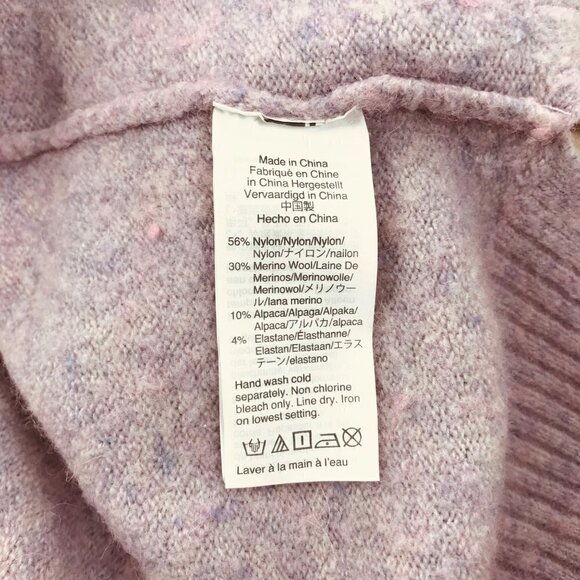 Made in China
Fabriqué en Chine
in China Hergestellt
Vervaardigd in China
中国製
Hecho en China
56% Nylon/Nylon/Nylon/
Nylon/ナイロン/nailon
30% Merino Wool/Laine De
Merinos/Merinowolle/
Merinowol/メリノウー
ル/lana merino
10% Alpaca/Alpaga/Alpaka/
Alpaca/アルパカ/alpaca
4% Elastane/Élasthanne/
Elastan/Elastaan/エラス
テーン/elastano
Hand wash cold
separately. Non chlorine
bleach only. Line dry. Iron
on lowest setting.
Laver à la main à l'eau